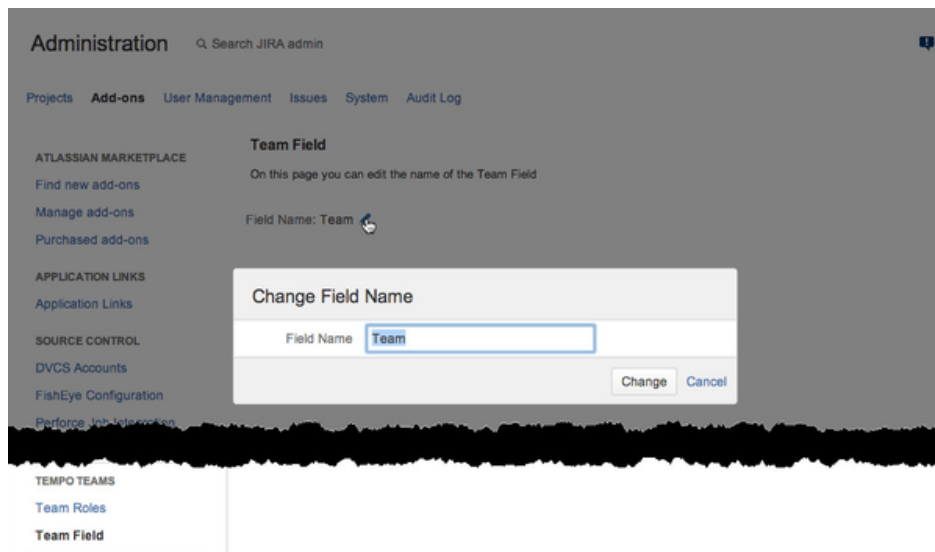 Administration
Search JIRA admin
Projects Add-ons User Management Issues System Audit Log
ATLASSIAN MARKETPLACE
Find new add-ons
Manage add-ons
Purchased add-ons
APPLICATION LINKS
Application Links
SOURCE CONTROL
DVCS Accounts
FishEye Configuration
Perforce Job Integration
Team Field
On this page you can edit the name of the Team Field
Field Name: Team
Change Field Name
Field Name Team
Change Cancel
TEMPO TEAMS
Team Roles
Team Field